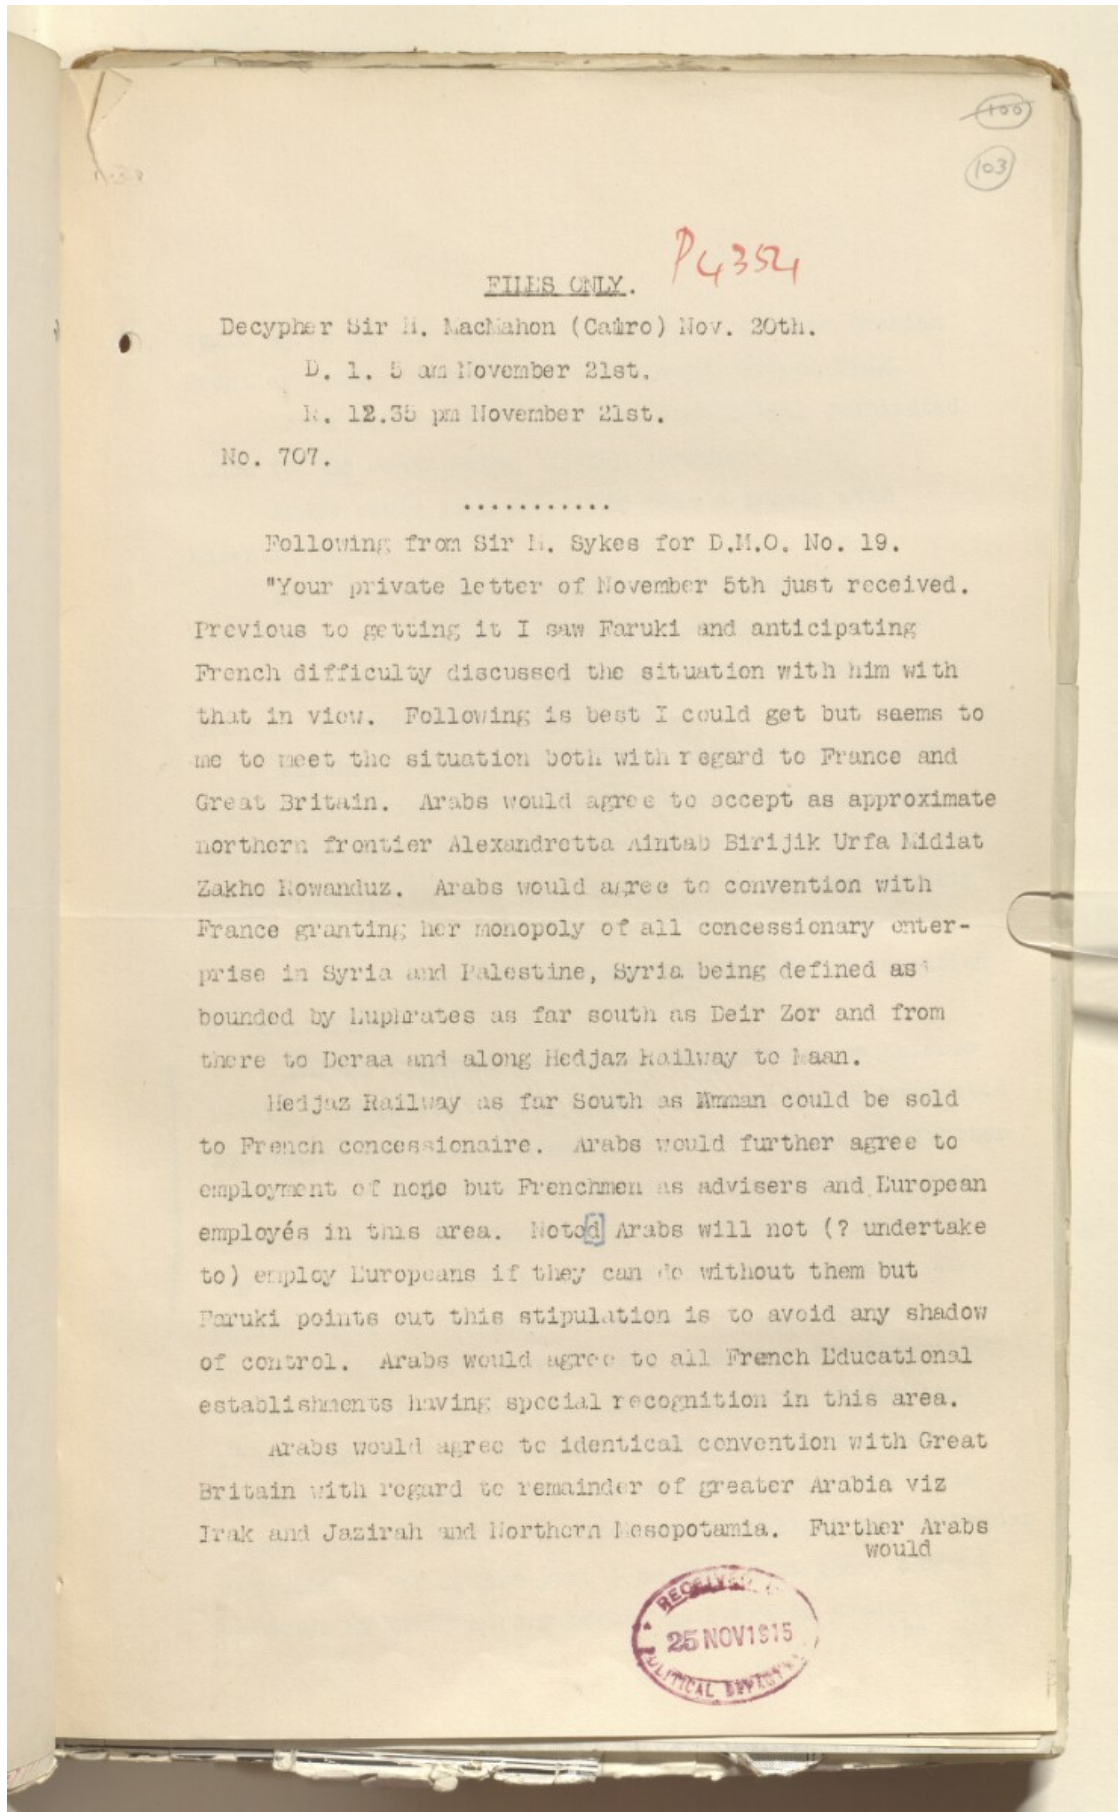 100
103
P4354
FILES ONLY.
Decypher Sir H. MacMahon (Cairo) Nov. 20th.
D. 1. 5 am November 21st.
R. 12.35 pm November 21st.
No. 707.
...........
Following from Sir M. Sykes for D.M.O. No. 19.
"Your private letter of November 5th just received.
Previous to getting it I saw Faruki and anticipating
French difficulty discussed the situation with him with
that in view. Following is best I could get but seems to
me to meet the situation both with regard to France and
Great Britain. Arabs would agree to accept as approximate
northern frontier Alexandretta Aintab Birijik Urfa Midiat
Zakho Rowanduz. Arabs would agree to convention with
France granting her monopoly of all concessionary enter-
prise in Syria and Palestine, Syria being defined as
bounded by Euphrates as far south as Deir Zor and from
there to Deraa and along Hedjaz Railway to Maan.
Hedjaz Railway as far South as Amman could be sold
to French concessionaire. Arabs would further agree to
employment of none but Frenchmen as advisers and European
employés in this area. Note[d] Arabs will not (? undertake
to) employ Europeans if they can do without them but
Faruki points out this stipulation is to avoid any shadow
of control. Arabs would agree to all French Educational
establishments having special recognition in this area.
Arabs would agree to identical convention with Great
Britain with regard to remainder of greater Arabia viz
Irak and Jazirah and Northern Mesopotamia. Further Arabs
would
RECEIVED
25 NOV 1915
POLITICAL DEPARTMENT